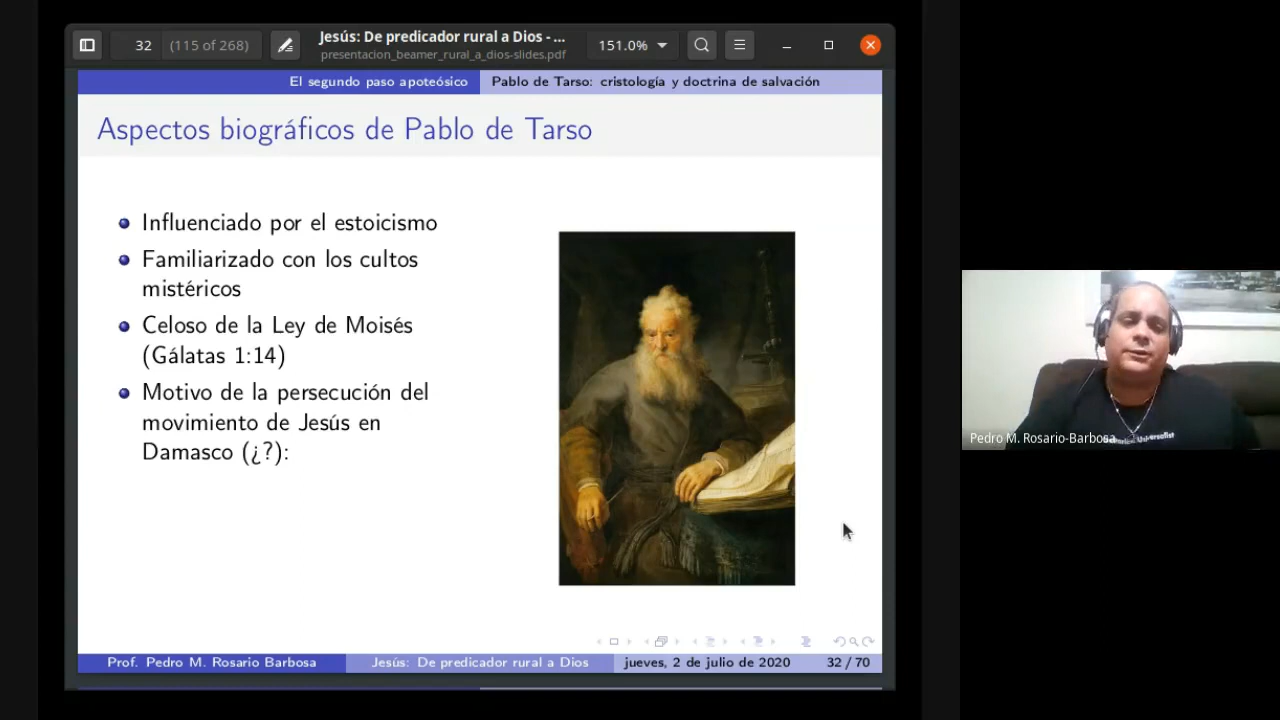 32 (115 of 268)
Jesús: De predicador rural a Dios - ...
presentacion_beamer_rural_a_dios-slides.pdf
151.0%
El segundo paso apoteósico Pablo de Tarso: cristología y doctrina de salvación
Aspectos biográficos de Pablo de Tarso
Influenciado por el estoicismo
Familiarizado con los cultos
mistéricos
Celoso de la Ley de Moisés
(Gálatas 1:14)
Motivo de la persecución del
movimiento de Jesús en
Damasco (¿?):
Pedro M. Rosario-Barbosa
Prof. Pedro M. Rosario Barbosa Jesús: De predicador rural a Dios jueves, 2 de julio de 2020 32 / 70